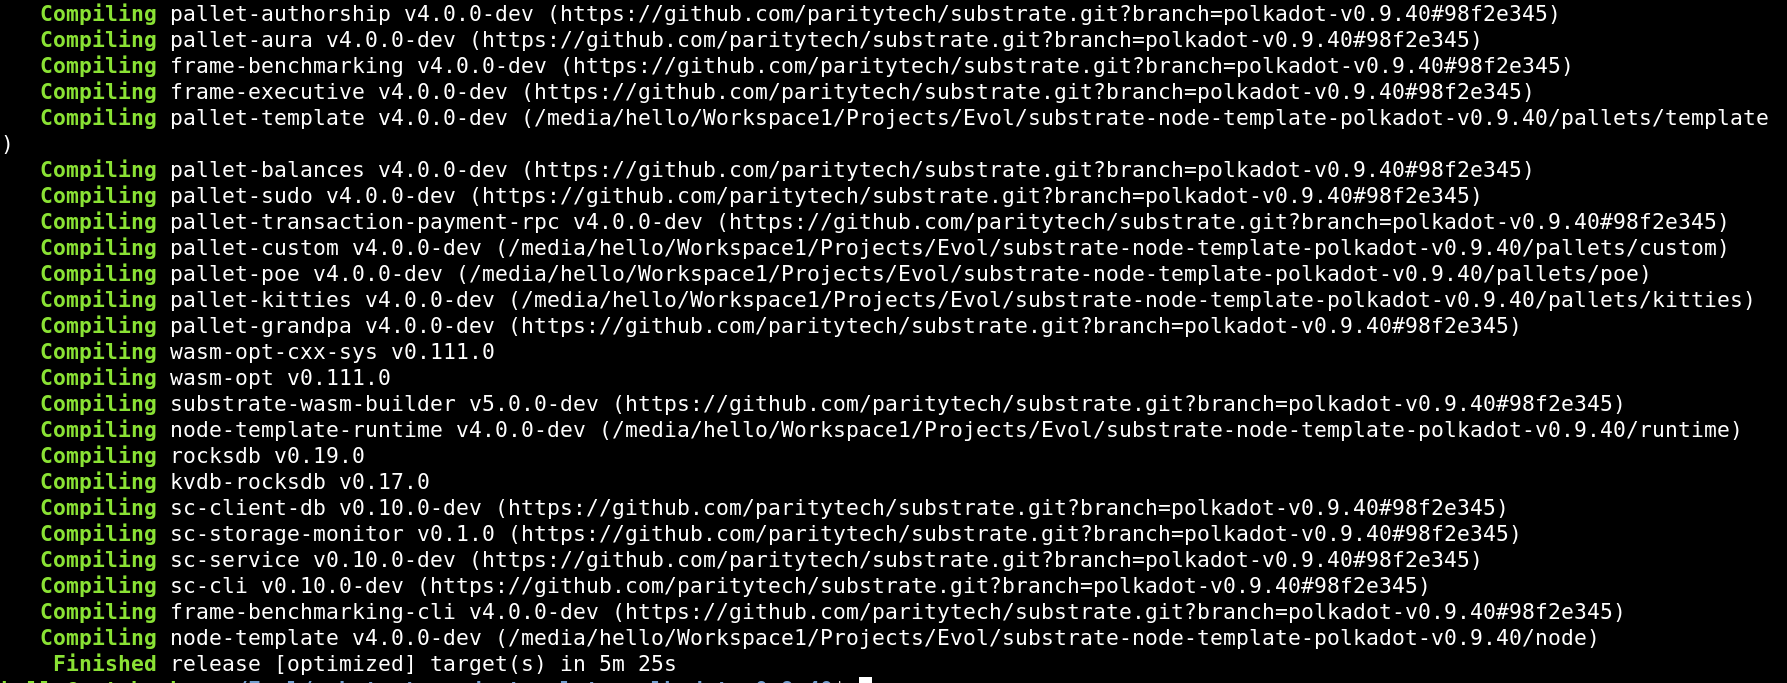 Compiling pallet-authorship v4.0.0-dev (https://github.com/paritytech/substrate.git?branch=polkadot-v0.9.40#98f2e345)
Compiling pallet-aura v4.0.0-dev (https://github.com/paritytech/substrate.git?branch=polkadot-v0.9.40#98f2e345)
Compiling frame-benchmarking v4.0.0-dev (https://github.com/paritytech/substrate.git?branch=polkadot-v0.9.40#98f2e345)
Compiling frame-executive v4.0.0-dev (https://github.com/paritytech/substrate.git?branch=polkadot-v0.9.40#98f2e345)
Compiling pallet-template v4.0.0-dev (/media/hello/Workspace1/Projects/Evol/substrate-node-template-polkadot-v0.9.40/pallets/template
)
Compiling pallet-balances v4.0.0-dev (https://github.com/paritytech/substrate.git?branch=polkadot-v0.9.40#98f2e345)
Compiling pallet-sudo v4.0.0-dev (https://github.com/paritytech/substrate.git?branch=polkadot-v0.9.40#98f2e345)
Compiling pallet-transaction-payment-rpc v4.0.0-dev (https://github.com/paritytech/substrate.git?branch=polkadot-v0.9.40#98f2e345)
Compiling pallet-custom v4.0.0-dev (/media/hello/Workspace1/Projects/Evol/substrate-node-template-polkadot-v0.9.40/pallets/custom)
Compiling pallet-poe v4.0.0-dev (/media/hello/Workspace1/Projects/Evol/substrate-node-template-polkadot-v0.9.40/pallets/poe)
Compiling pallet-kitties v4.0.0-dev (/media/hello/Workspace1/Projects/Evol/substrate-node-template-polkadot-v0.9.40/pallets/kitties)
Compiling pallet-grandpa v4.0.0-dev (https://github.com/paritytech/substrate.git?branch=polkadot-v0.9.40#98f2e345)
Compiling wasm-opt-cxx-sys v0.111.0
Compiling wasm-opt v0.111.0
Compiling substrate-wasm-builder v5.0.0-dev (https://github.com/paritytech/substrate.git?branch=polkadot-v0.9.40#98f2e345)
Compiling node-template-runtime v4.0.0-dev (/media/hello/Workspace1/Projects/Evol/substrate-node-template-polkadot-v0.9.40/runtime)
Compiling rocksdb v0.19.0
Compiling kvdb-rocksdb v0.17.0
Compiling sc-client-db v0.10.0-dev (https://github.com/paritytech/substrate.git?branch=polkadot-v0.9.40#98f2e345)
Compiling sc-storage-monitor v0.1.0 (https://github.com/paritytech/substrate.git?branch=polkadot-v0.9.40#98f2e345)
Compiling sc-service v0.10.0-dev (https://github.com/paritytech/substrate.git?branch=polkadot-v0.9.40#98f2e345)
Compiling sc-cli v0.10.0-dev (https://github.com/paritytech/substrate.git?branch=polkadot-v0.9.40#98f2e345)
Compiling frame-benchmarking-cli v4.0.0-dev (https://github.com/paritytech/substrate.git?branch=polkadot-v0.9.40#98f2e345)
Compiling node-template v4.0.0-dev (/media/hello/Workspace1/Projects/Evol/substrate-node-template-polkadot-v0.9.40/node)
Finished release [optimized] target(s) in 5m 25s